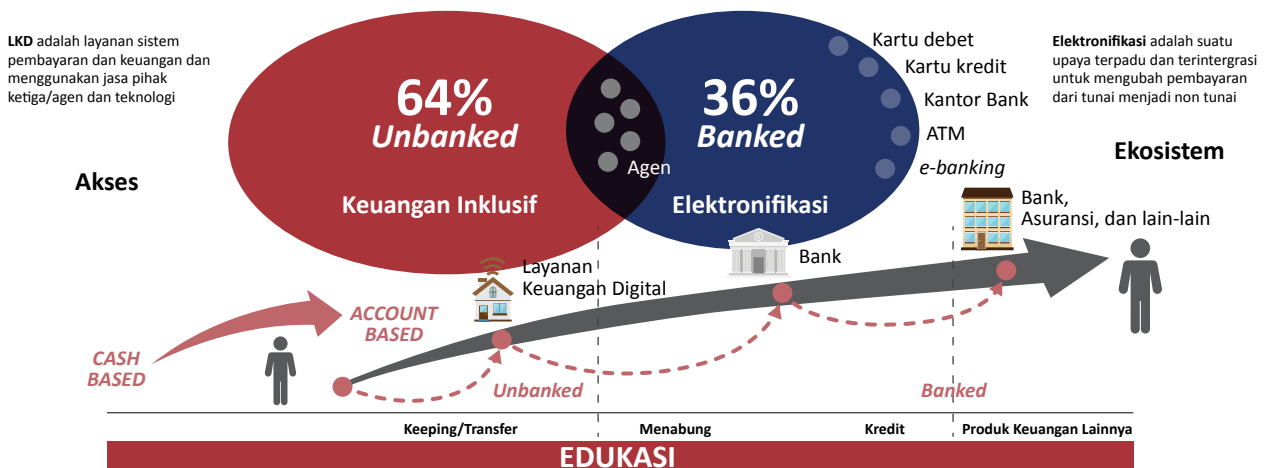 LKD adalah layanan sistem
pembayaran dan keuangan dan
menggunakan jasa pihak
ketiga/agen dan teknologi
Akses
64%
Unbanked
Keuangan Inklusif
Agen
36%
Banked
Elektronifikasi
Kartu debet
Kartu kredit
Kantor Bank
ATM
e-banking
Elektronifikasi adalah suatu
upaya terpadu dan terintergrasi
untuk mengubah pembayaran
dari tunai menjadi non tunai
Ekosistem
Bank,
Asuransi, dan lain-lain
Bank
Layanan
Keuangah Digital
ACCOUNT
BASED
CASH
BASED
Unbanked
Banked
Keeping/Transfer
Menabung
Kredit
Produk Keuangan Lainnya
EDUKASI